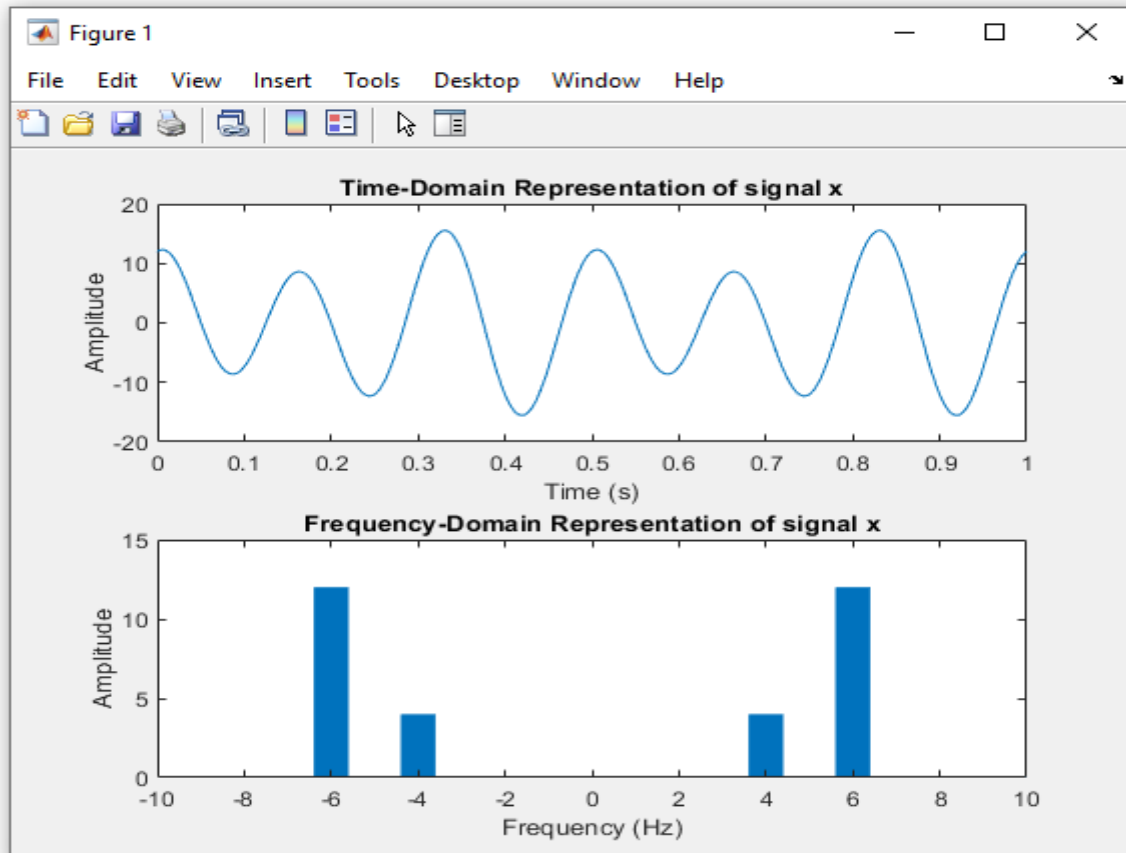 Figure 1
File Edit View Insert Tools Desktop Window Help
Time-Domain Representation of signal x
20
10
0
-10
-20
Amplitude
0 0.1 0.2 0.3 0.4 0.5 0.6 0.7 0.8 0.9 1
Time (s)
Frequency-Domain Representation of signal x
15
10
5
0
Amplitude
-10 -8 -6 -4 -2 0 2 4 6 8 10
Frequency (Hz)